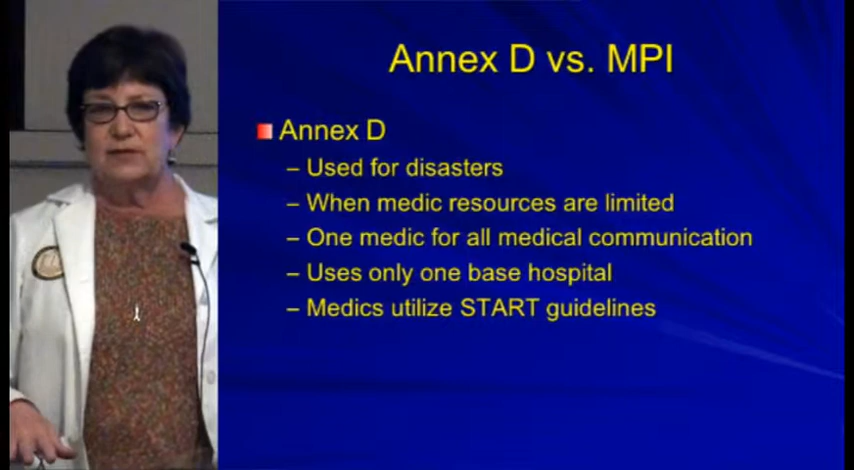 Annex D vs. MPI
Annex D
– Used for disasters
– When medic resources are limited
– One medic for all medical communication
– Uses only one base hospital
– Medics utilize START guidelines